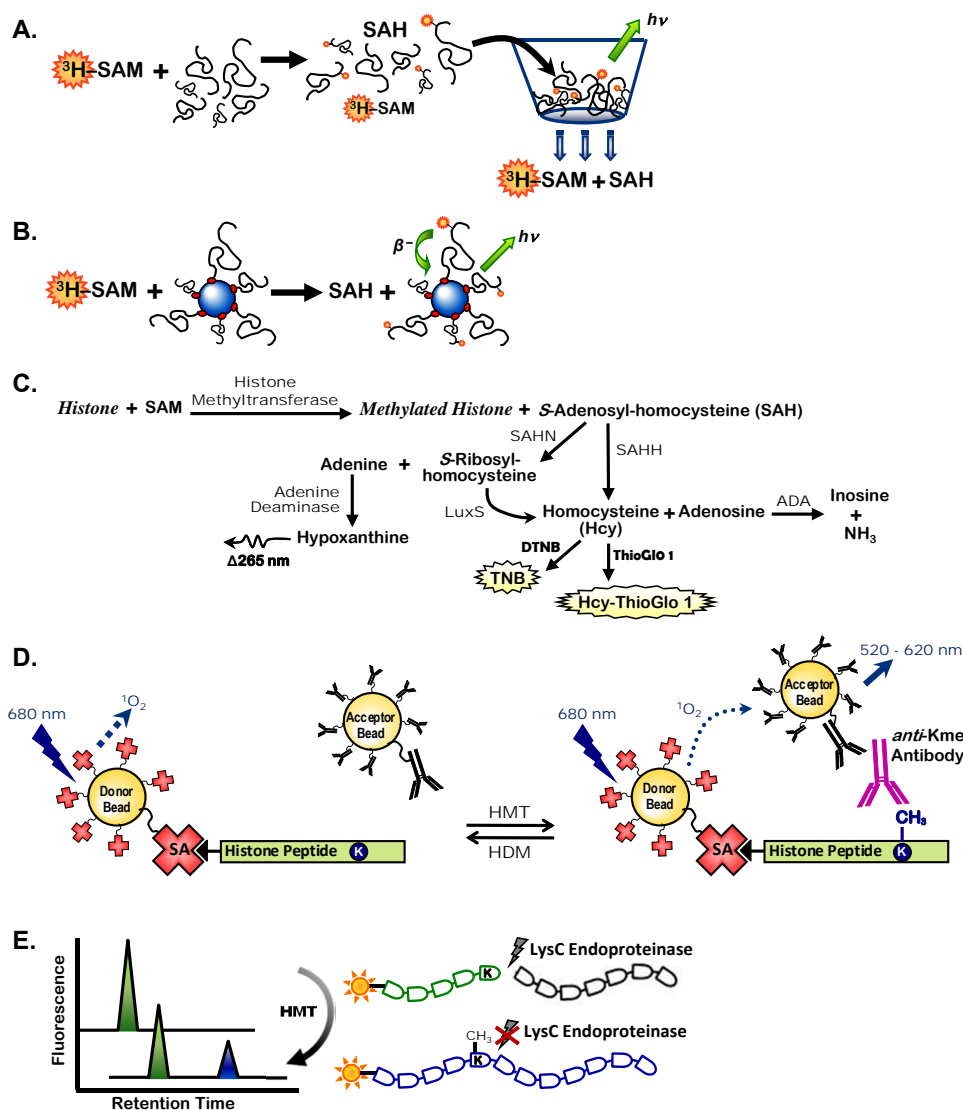 A.
SAH
hν
³H–SAM +
³H–SAM
³H–SAM + SAH
B.
β⁻
hν
³H–SAM +
SAH +
C.
Histone + SAM
Histone
Methyltransferase
Methylated Histone + S-Adenosyl-homocysteine (SAH)
SAHN
SAHH
Adenine + S-Ribosyl-
homocysteine
Adenine
Deaminase
LuxS
Homocysteine + Adenosine
(Hcy)
ADA
Inosine
+
NH₃
Hypoxanthine
Δ265 nm
DTNB
ThioGlo 1
TNB
Hcy-ThioGlo 1
D.
680 nm
¹O₂
Donor
Bead
Acceptor
Bead
SA
Histone Peptide K
HMT
HDM
680 nm
¹O₂
Donor
Bead
Acceptor
Bead
520 - 620 nm
anti-Kme
Antibody
CH₃
SA
Histone Peptide K
E.
Fluorescence
Retention Time
HMT
LysC Endoproteinase
K
CH₃
LysC Endoproteinase
K